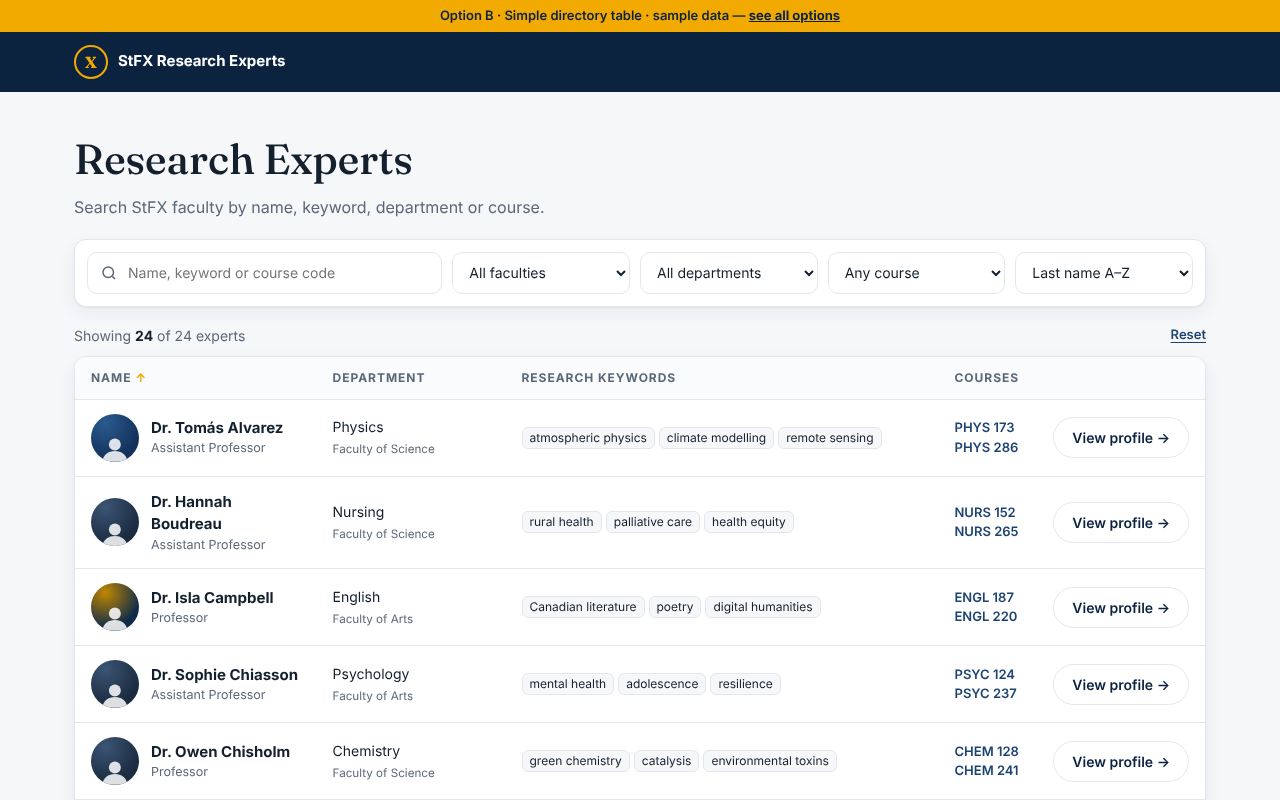 Option B · Simple directory table · sample data — see all options
X StFX Research Experts
Research Experts
Search StFX faculty by name, keyword, department or course.
Name, keyword or course code All faculties All departments Any course Last name A–Z
Showing 24 of 24 experts Reset
NAME ↑ DEPARTMENT RESEARCH KEYWORDS COURSES
Dr. Tomás Alvarez
Assistant Professor
Physics
Faculty of Science
atmospheric physics climate modelling remote sensing
PHYS 173
PHYS 286
View profile →
Dr. Hannah
Boudreau
Assistant Professor
Nursing
Faculty of Science
rural health palliative care health equity
NURS 152
NURS 265
View profile →
Dr. Isla Campbell
Professor
English
Faculty of Arts
Canadian literature poetry digital humanities
ENGL 187
ENGL 220
View profile →
Dr. Sophie Chiasson
Assistant Professor
Psychology
Faculty of Arts
mental health adolescence resilience
PSYC 124
PSYC 237
View profile →
Dr. Owen Chisholm
Professor
Chemistry
Faculty of Science
green chemistry catalysis environmental toxins
CHEM 128
CHEM 241
View profile →